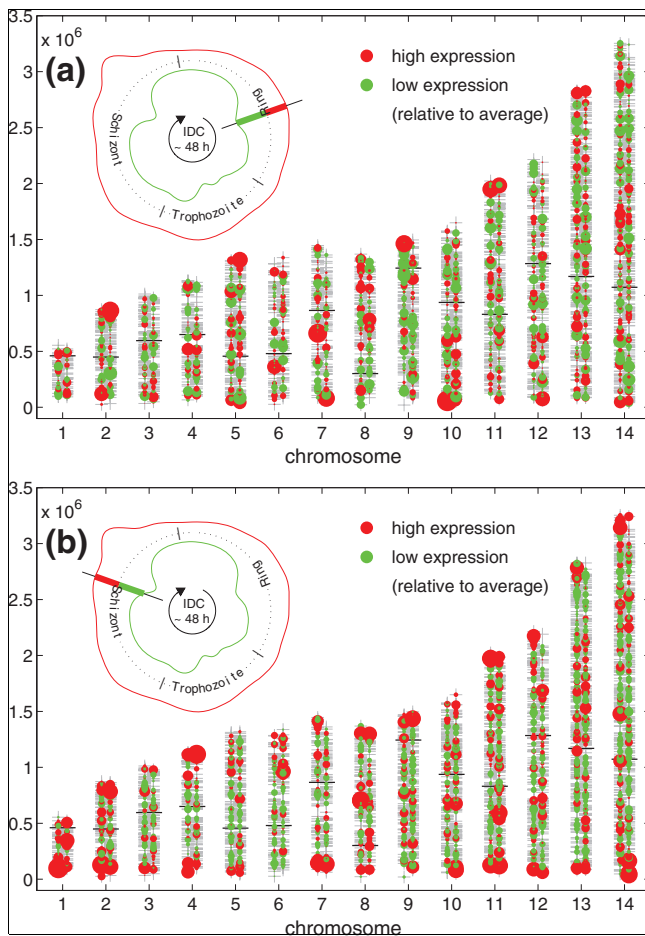 x 10⁶
3.5
3
2.5
2
1.5
1
0.5
0
(a)
Ring
Schizont
Trophozoite
IDC
~ 48 h
high expression
low expression
(relative to average)
1 2 3 4 5 6 7 8 9 10 11 12 13 14
chromosome
x 10⁶
3.5
3
2.5
2
1.5
1
0.5
0
(b)
Ring
Schizont
Trophozoite
IDC
~ 48 h
high expression
low expression
(relative to average)
1 2 3 4 5 6 7 8 9 10 11 12 13 14
chromosome